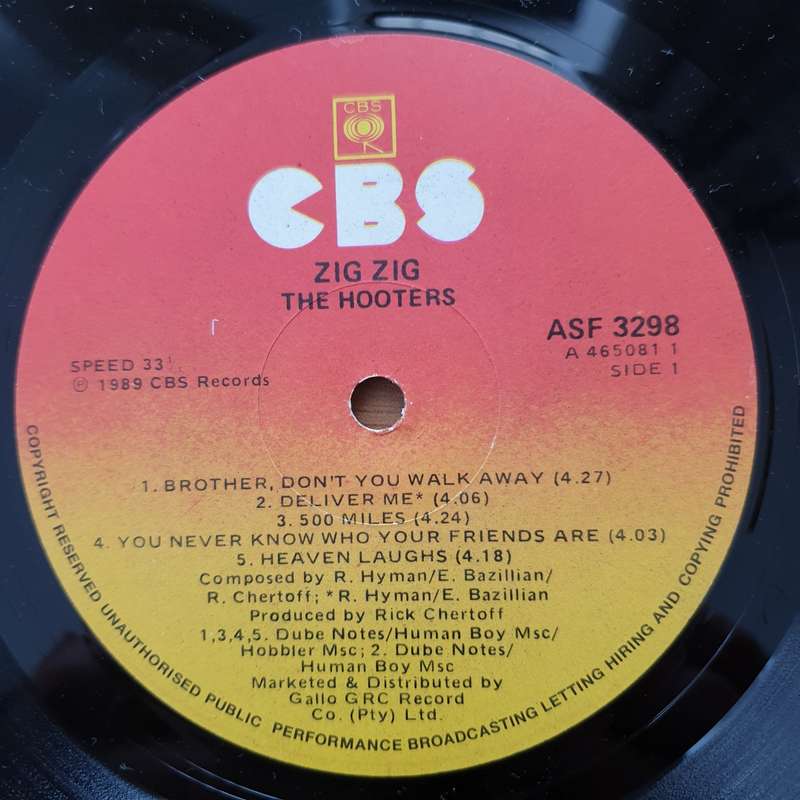 CBS
CBS
ZIG ZIG
THE HOOTERS
ASF 3298
A 465081 1
SIDE 1
SPEED 33⅓
℗ 1989 CBS Records
1. BROTHER, DON'T YOU WALK AWAY (4.27)
2. DELIVER ME* (4.06)
3. 500 MILES (4.24)
4. YOU NEVER KNOW WHO YOUR FRIENDS ARE (4.03)
5. HEAVEN LAUGHS (4.18)
Composed by R. Hyman/E. Bazillian/
R. Chertoff; *R. Hyman/E. Bazillian
Produced by Rick Chertoff
1,3,4,5. Dube Notes/Human Boy Msc/
Hobbler Msc; 2. Dube Notes/
Human Boy Msc
Marketed & Distributed by
Gallo GRC Record
Co. (Pty) Ltd.
COPYRIGHT RESERVED UNAUTHORISED PUBLIC PERFORMANCE BROADCASTING LETTING HIRING AND COPYING PROHIBITED